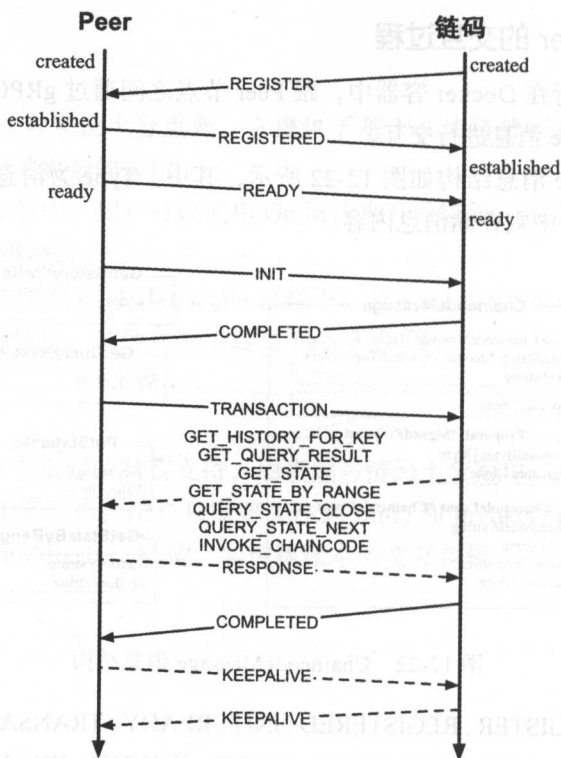 Peer
链码
created
created
REGISTER
established
REGISTERED
established
ready
READY
ready
INIT
COMPLETED
TRANSACTION
GET_HISTORY_FOR_KEY
GET_QUERY_RESULT
GET_STATE
GET_STATE_BY_RANGE
QUERY_STATE_COSE
QUERY_STATE_NEXT
INVOKE_CHAINCODE
RESPONSE
COMPLETED
KEEPALIVE
KEEPALIVE